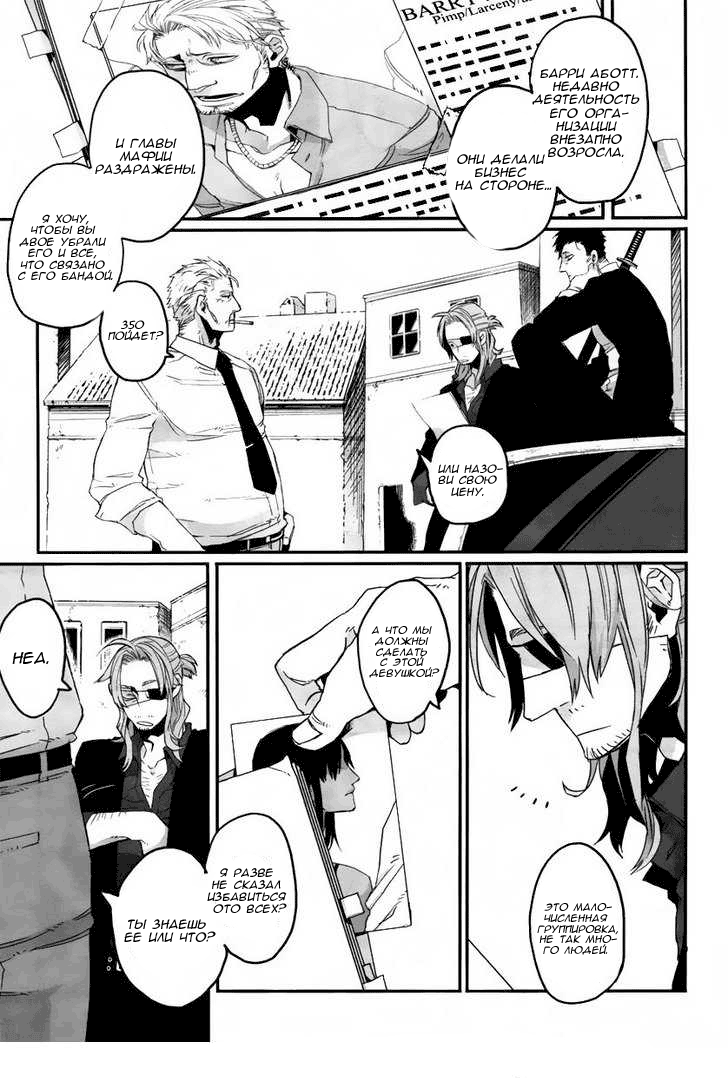 BARRY
Pimp/Larceny/
БАРРИ АБОТТ.
НЕДАВНО
ДЕЯТЕЛЬНОСТЬ
ЕГО ОРГА-
НИЗАЦИИ
ВНЕЗАПНО
ВОЗРОСЛА.
ОНИ ДЕЛАЛИ
БИЗНЕС
НА СТОРОНЕ...
И ГЛАВЫ
МАФИИ
РАЗДРАЖЕНЫ.
Я ХОЧУ,
ЧТОБЫ ВЫ
ДВОЕ УБРАЛИ
ЕГО И ВСЕ,
ЧТО СВЯЗАНО
С ЕГО БАНДОЙ.
350
ПОЙДЕТ?
ИЛИ НАЗО-
ВИ СВОЮ
ЦЕНУ.
ЭТО МАЛО-
ЧИСЛЕННАЯ
ГРУППИРОВКА,
НЕ ТАК МНО-
ГО ЛЮДЕЙ.
А ЧТО МЫ
ДОЛЖНЫ
СДЕЛАТЬ
С ЭТОЙ
ДЕВУШКОЙ?
Я РАЗВЕ
НЕ СКАЗАЛ
ИЗБАВИТЬСЯ
ОТО ВСЕХ?
ТЫ ЗНАЕШЬ
ЕЕ ИЛИ ЧТО?
НЕА.